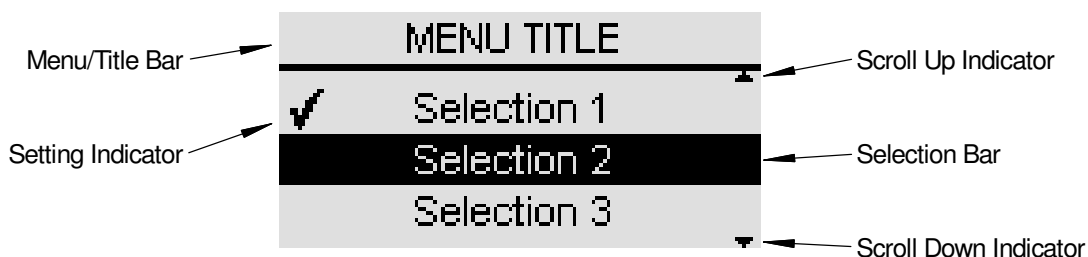 MENU TITLE
Menu/Title Bar
Scroll Up Indicator
Selection 1
Setting Indicator
Selection 2
Selection Bar
Selection 3
Scroll Down Indicator